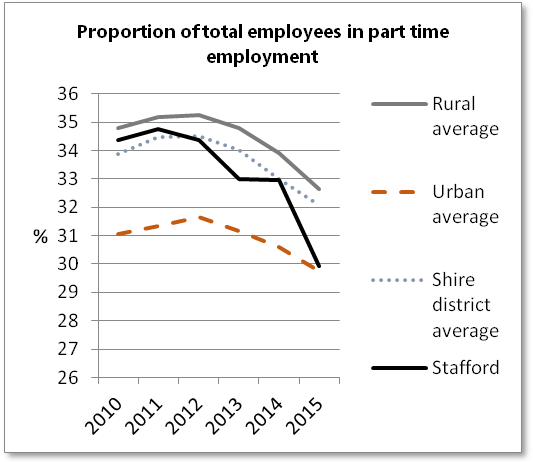 Proportion of total employees in part time
employment
36
35
34
33
32
31
30
29
28
27
26
%
2010
2011
2012
2013
2014
2015
Rural
average
Urban
average
Shire
district
average
Stafford